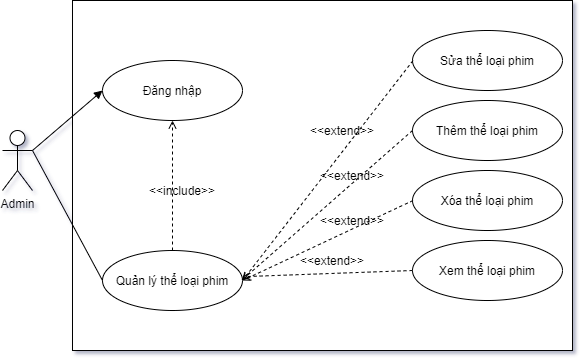 Sửa thể loại phim
Đăng nhập
<<extend>>
Thêm thể loại phim
<<extend>>
<<include>>
Admin
Xóa thể loại phim
<<extend>>
<<extend>>
Xem thể loại phim
Quản lý thể loại phim